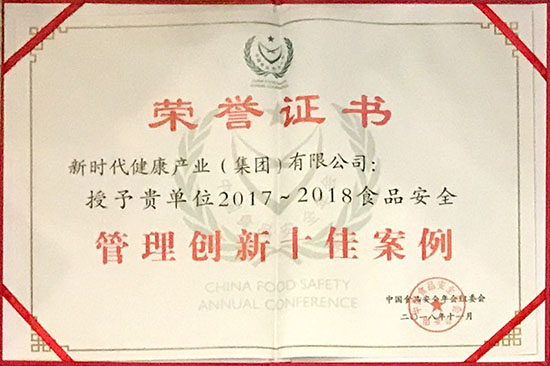 荣誉证书
新时代健康产业（集团）有限公司：
授予贵单位2017~2018食品安全
管理创新十佳案例
CHINA FOOD SAFETY
ANNUAL CONFERENCE
中国食品安全年会组委会
二〇一八年十一月